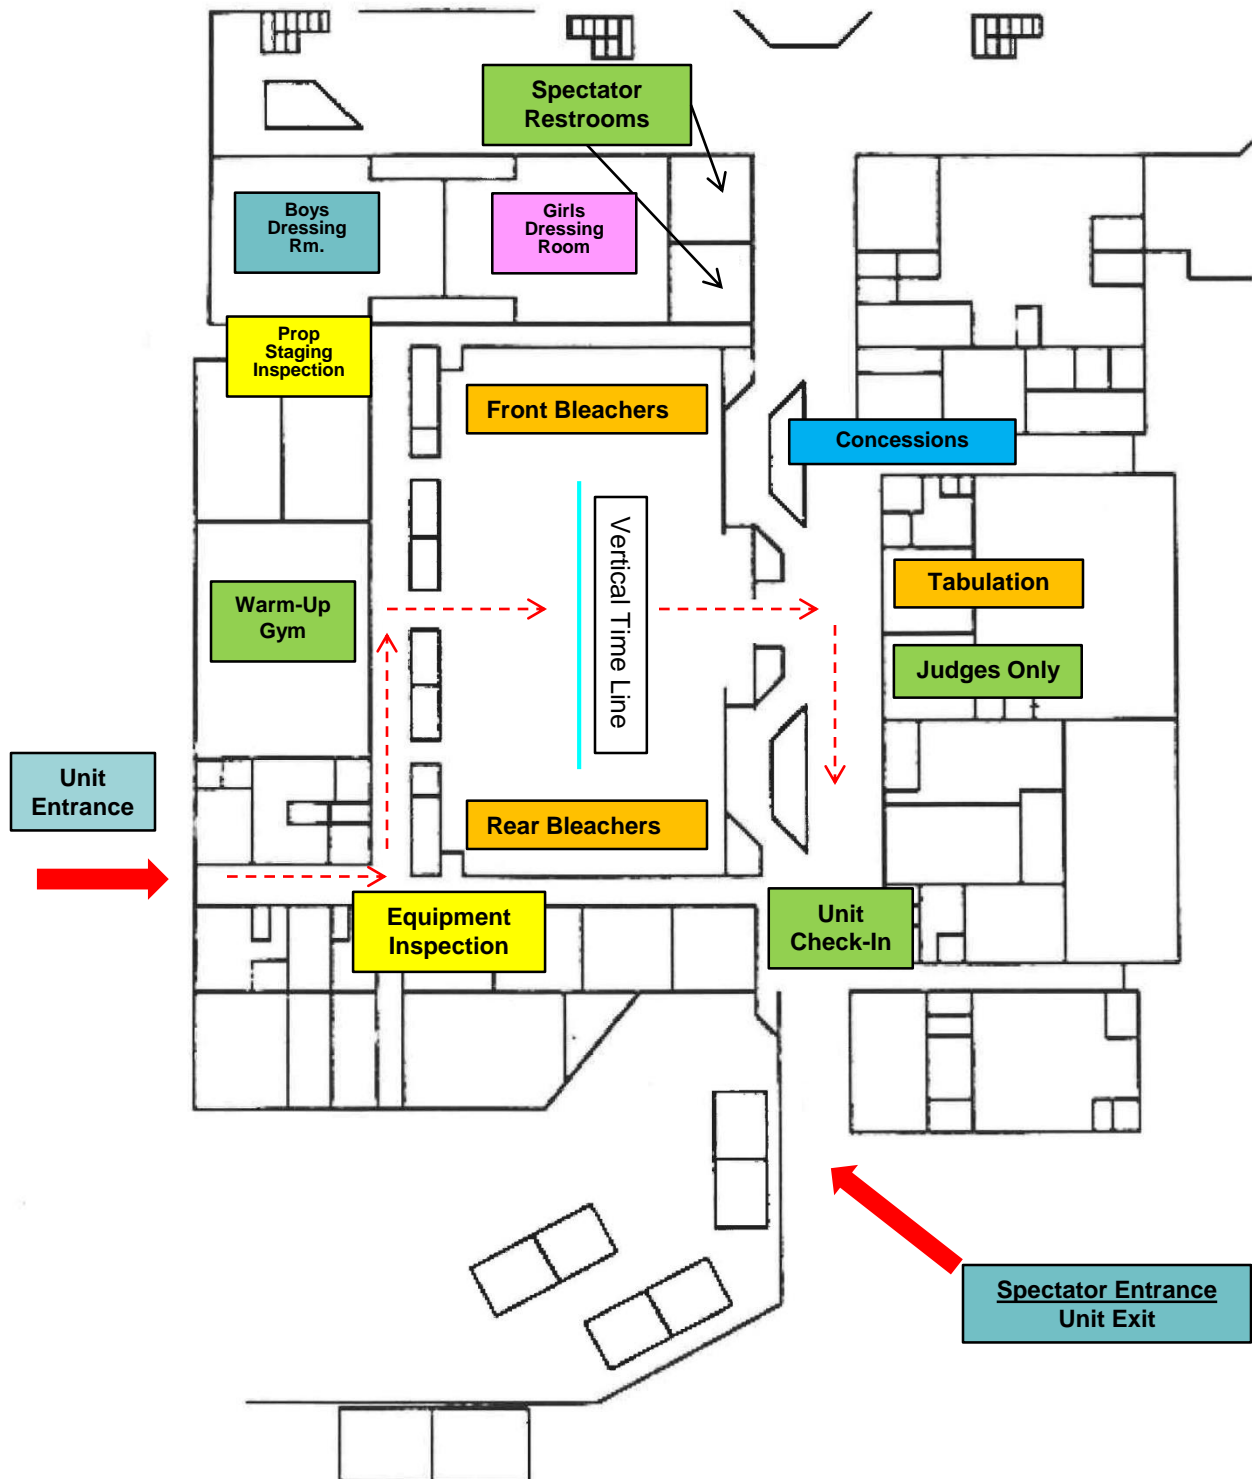 Spectator
Restrooms
Boys
Dressing
Rm.
Girls
Dressing
Room
Prop
Staging
Inspection
Front Bleachers
Concessions
Vertical Time Line
Warm-Up
Gym
Tabulation
Judges Only
Unit
Entrance
Rear Bleachers
Equipment
Inspection
Unit
Check-In
Spectator Entrance
Unit Exit